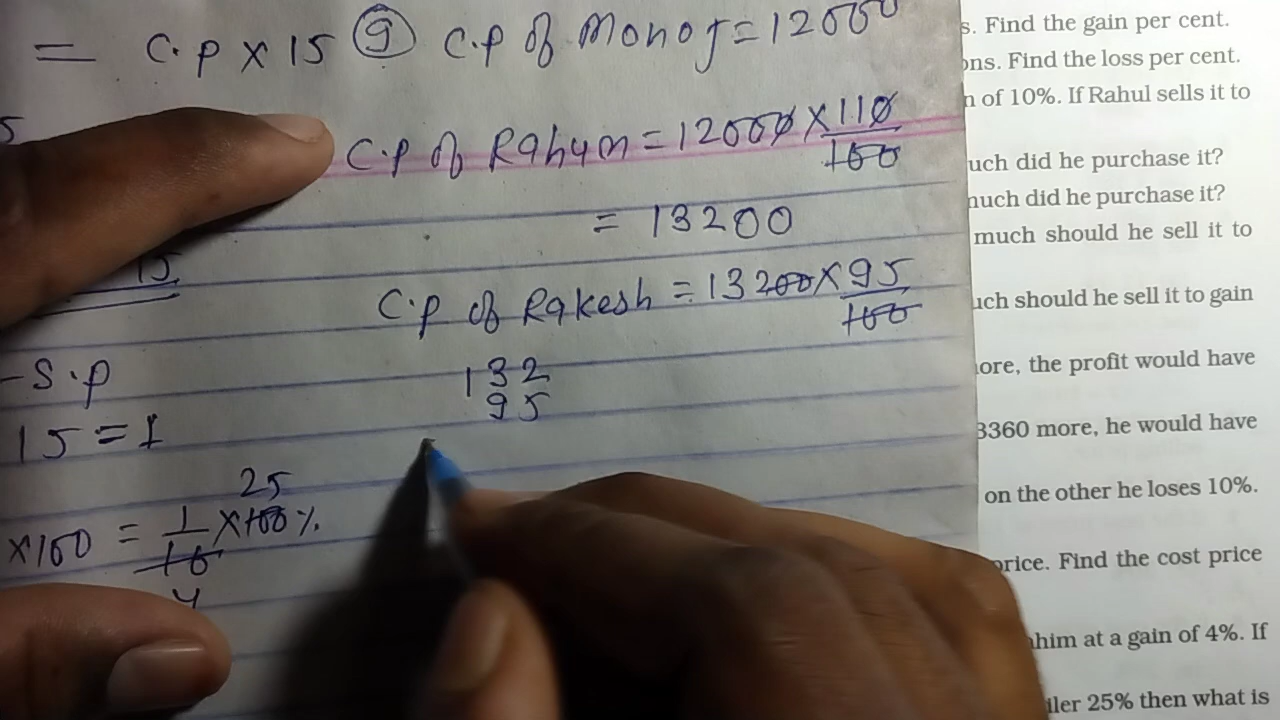 = C.P X 15 ⑨ C.P of Monoj = 12000
C.P of Rahum = 12000 X 110
100
= 13200
15
C.P of Rakesh = 13200 X 95
100
- S.P
132
95
15 = 1
25
X100 = 1 X 100 %
16
4
s. Find the gain per cent.
ons. Find the loss per cent.
n of 10%. If Rahul sells it to
uch did he purchase it?
nuch did he purchase it?
much should he sell it to
uch should he sell it to gain
ore, the profit would have
3360 more, he would have
on the other he loses 10%.
price. Find the cost price
him at a gain of 4%. If
iler 25% then what is